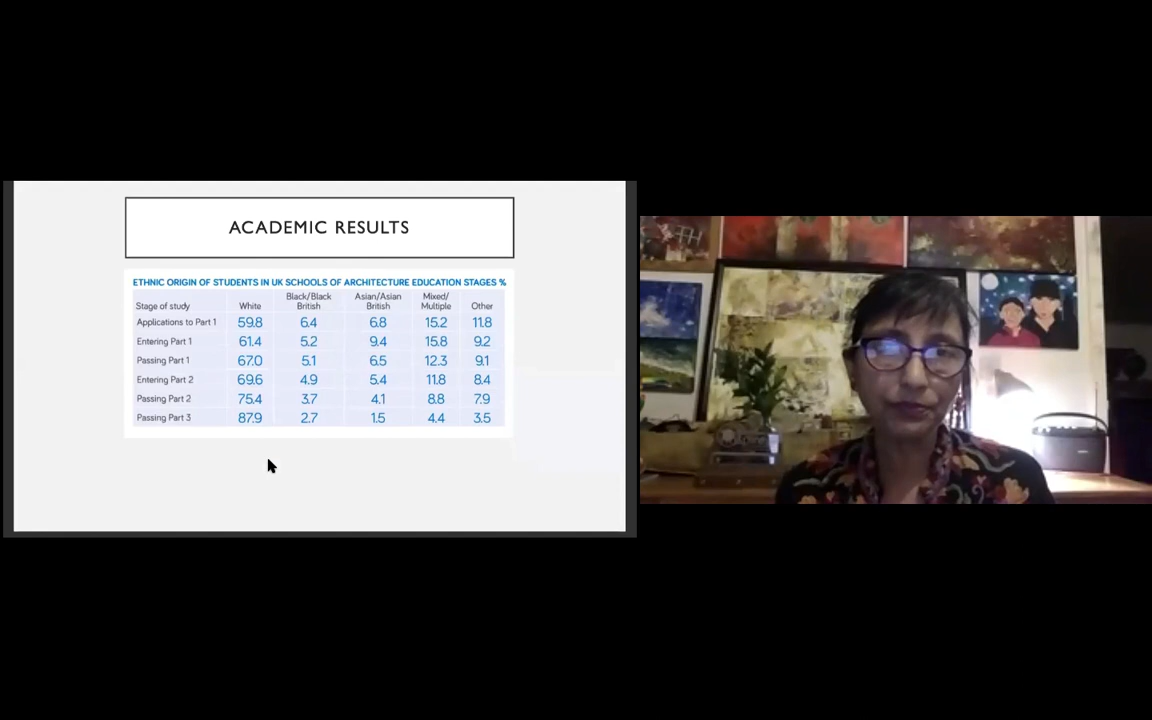 ACADEMIC RESULTS
ETHNIC ORIGIN OF STUDENTS IN UK SCHOOLS OF ARCHITECTURE EDUCATION STAGES %
Stage of study White Black/Black British Asian/Asian British Mixed/Multiple Other
Applications to Part 1 59.8 6.4 6.8 15.2 11.8
Entering Part 1 61.4 5.2 9.4 15.8 9.2
Passing Part 1 67.0 5.1 6.5 12.3 9.1
Entering Part 2 69.6 4.9 5.4 11.8 8.4
Passing Part 2 75.4 3.7 4.1 8.8 7.9
Passing Part 3 87.9 2.7 1.5 4.4 3.5